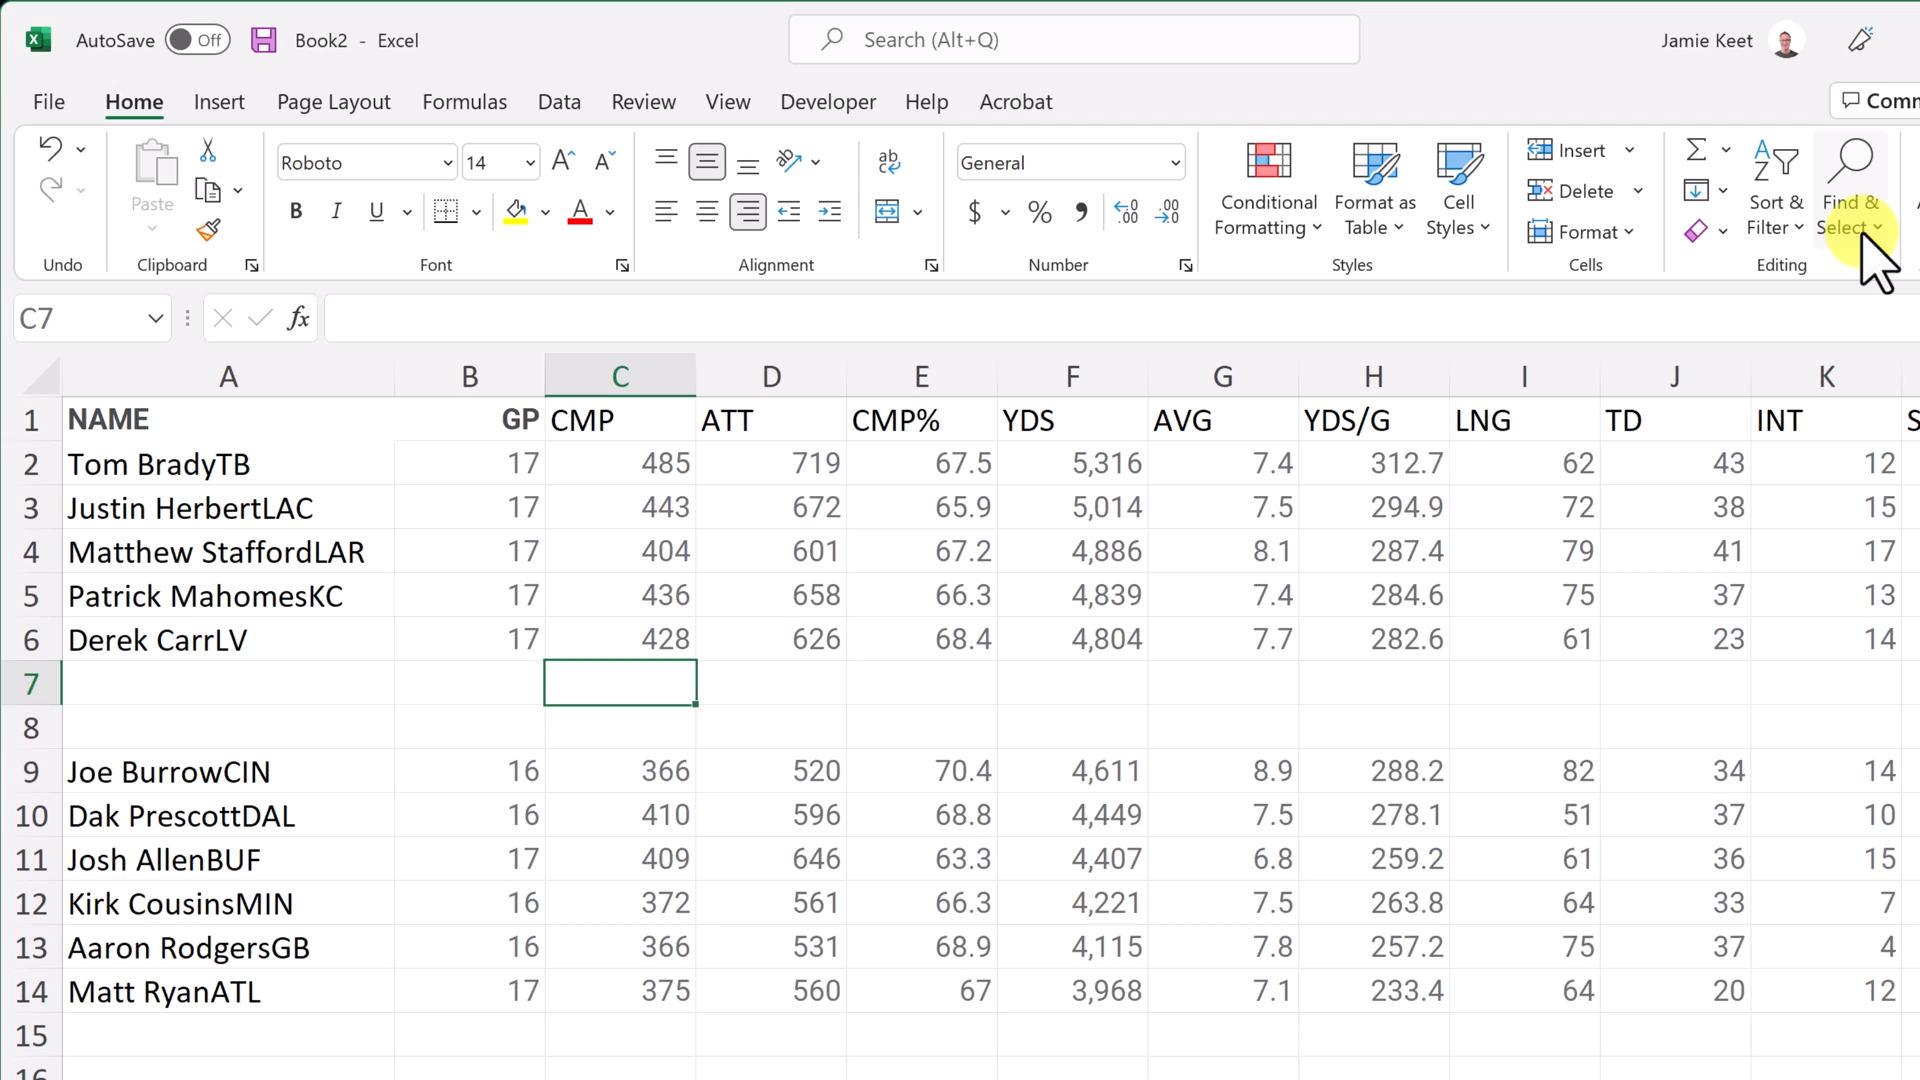 AutoSave Off Book2 - Excel Search (Alt+Q) Jamie Keet
File Home Insert Page Layout Formulas Data Review View Developer Help Acrobat Comm
Paste
Undo
Clipboard
Roboto 14
B I U A
Font
ab
Alignment
General
$ % 9 .00 .00
Number
Conditional Formatting
Format as Table
Cell Styles
Styles
Insert
Delete
Format
Cells
Sort & Filter
Find & Select
Editing
C7 fx
A B C D E F G H I J K
1 NAME GP CMP ATT CMP% YDS AVG YDS/G LNG TD INT S
2 Tom BradyTB 17 485 719 67.5 5,316 7.4 312.7 62 43 12
3 Justin HerbertLAC 17 443 672 65.9 5,014 7.5 294.9 72 38 15
4 Matthew StaffordLAR 17 404 601 67.2 4,886 8.1 287.4 79 41 17
5 Patrick MahomesKC 17 436 658 66.3 4,839 7.4 284.6 75 37 13
6 Derek CarrLV 17 428 626 68.4 4,804 7.7 282.6 61 23 14
7
8
9 Joe BurrowCIN 16 366 520 70.4 4,611 8.9 288.2 82 34 14
10 Dak PrescottDAL 16 410 596 68.8 4,449 7.5 278.1 51 37 10
11 Josh AllenBUF 17 409 646 63.3 4,407 6.8 259.2 61 36 15
12 Kirk CousinsMIN 16 372 561 66.3 4,221 7.5 263.8 64 33 7
13 Aaron RodgersGB 16 366 531 68.9 4,115 7.8 257.2 75 37 4
14 Matt RyanATL 17 375 560 67 3,968 7.1 233.4 64 20 12
15
16